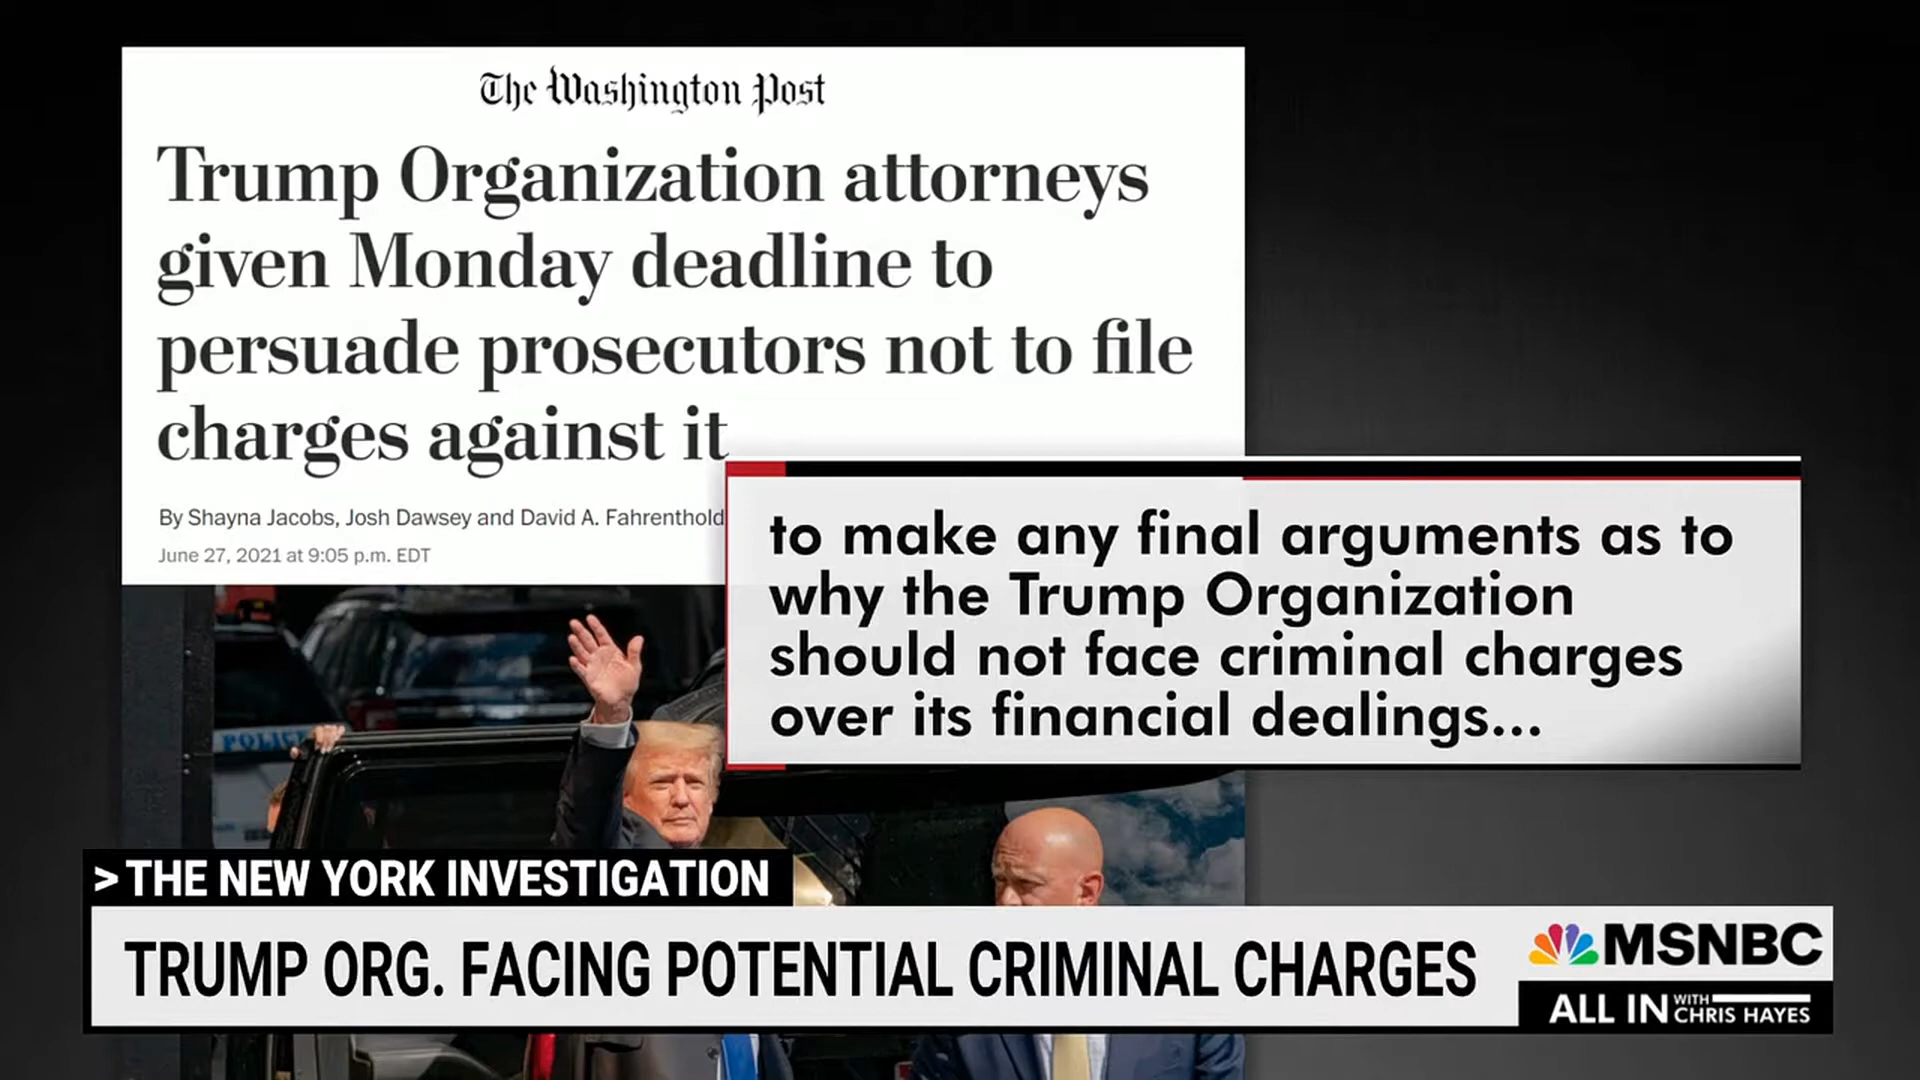 The Washington Post
Trump Organization attorneys
given Monday deadline to
persuade prosecutors not to file
charges against it
By Shayna Jacobs, Josh Dawsey and David A. Fahrenthold
June 27, 2021 at 9:05 p.m. EDT
to make any final arguments as to
why the Trump Organization
should not face criminal charges
over its financial dealings...
POLICE
>THE NEW YORK INVESTIGATION
TRUMP ORG. FACING POTENTIAL CRIMINAL CHARGES
MSNBC
ALL IN WITH CHRIS HAYES